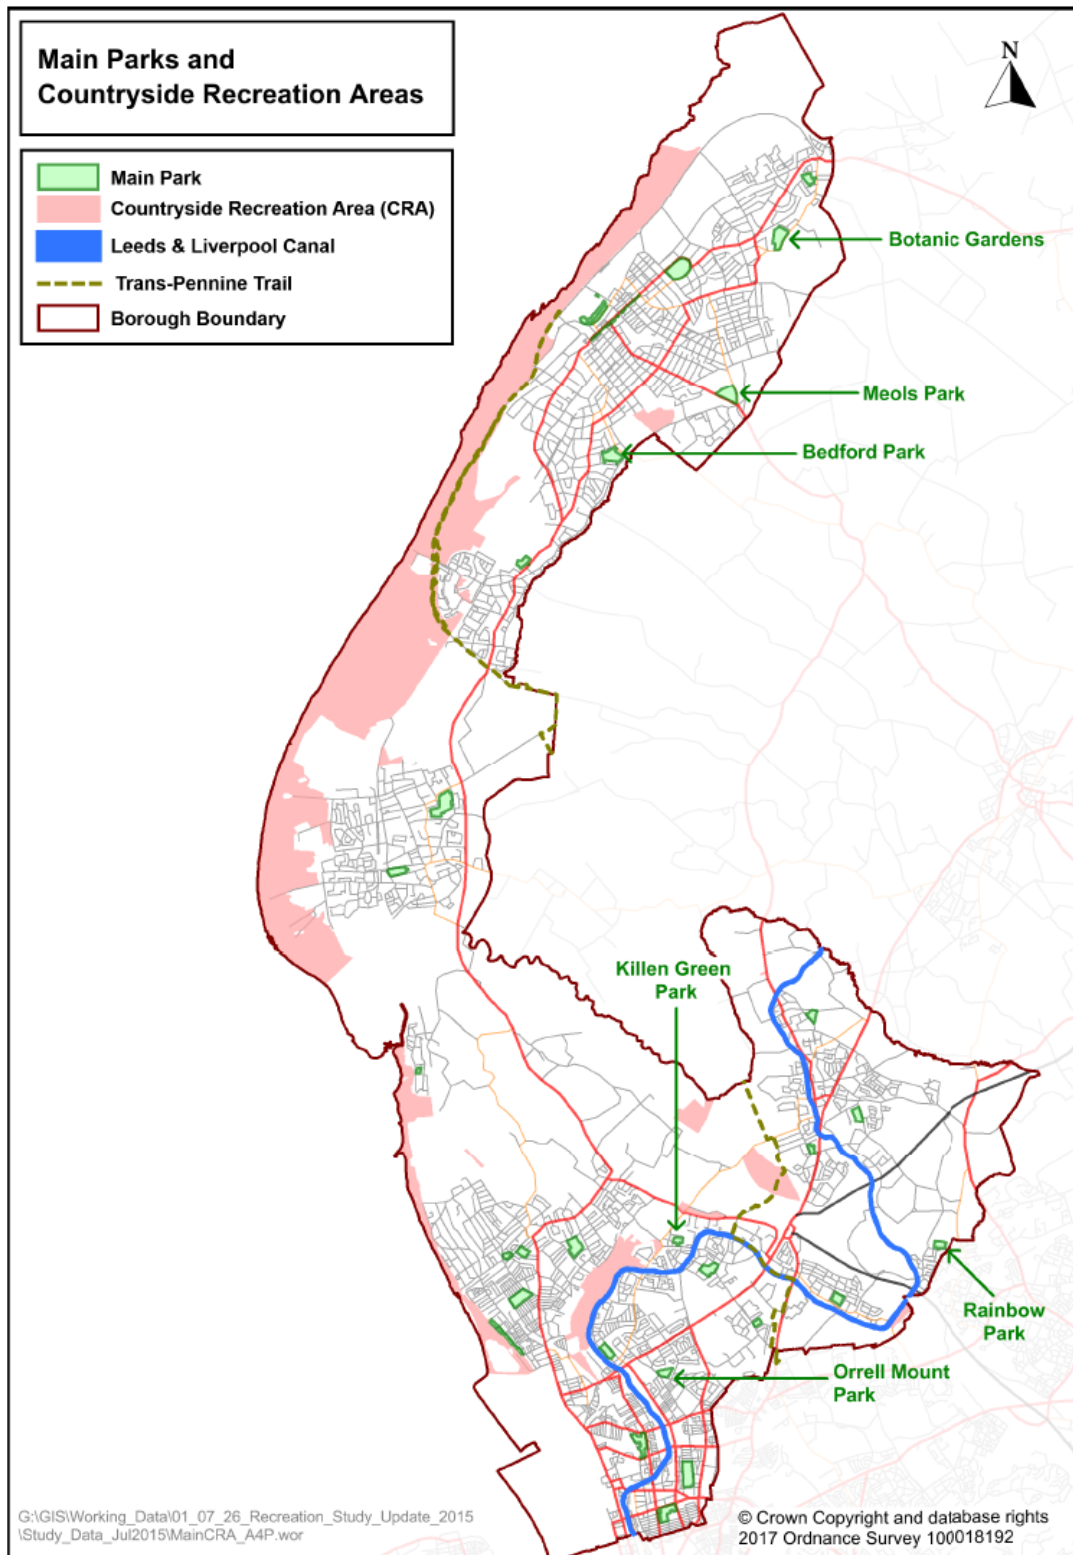 Main Parks and
Countryside Recreation Areas
N
Main Park
Countryside Recreation Area (CRA)
Leeds & Liverpool Canal
Trans-Pennine Trail
Borough Boundary
Botanic Gardens
Meols Park
Bedford Park
Killen Green
Park
Rainbow
Park
Orrell Mount
Park
G:\GIS\Working_Data\01_07_26_Recreation_Study_Update_2015
\Study_Data_Jul2015\MainCRA_A4P.wor
© Crown Copyright and database rights
2017 Ordnance Survey 100018192